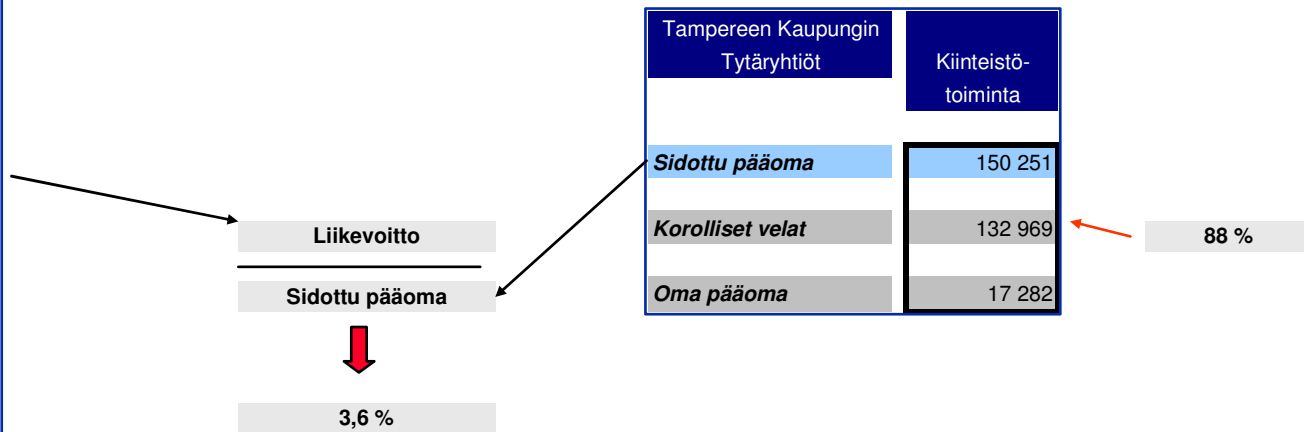 Tampereen Kaupungin
Tytäryhtiöt
Kiinteistö-
toiminta
Sidottu pääoma 150 251
Liikevoitto
Korolliset velat 132 969
88 %
Sidottu pääoma
Oma pääoma 17 282
3,6 %